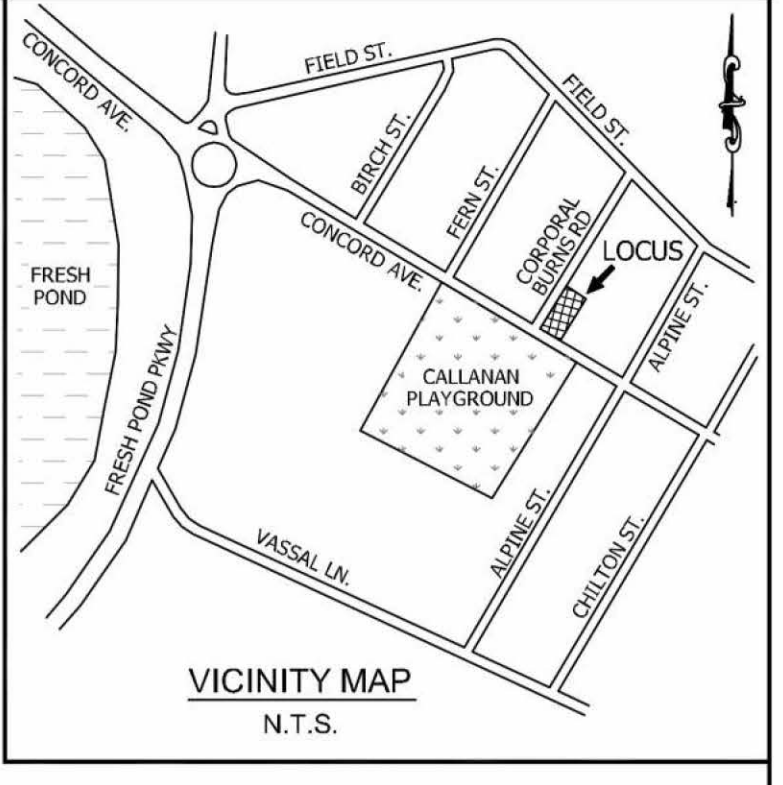 CONCORD AVE.
FIELD ST.
FIELD ST.
BIRCH ST.
FERN ST.
CORPORAL
BURNS RD
LOCUS
CONCORD AVE.
ALPINE ST.
FRESH
POND
FRESH POND PKWY
CALLANAN
PLAYGROUND
ALPINE ST.
CHILTON ST.
VASSAL LN.
VICINITY MAP
N.T.S.